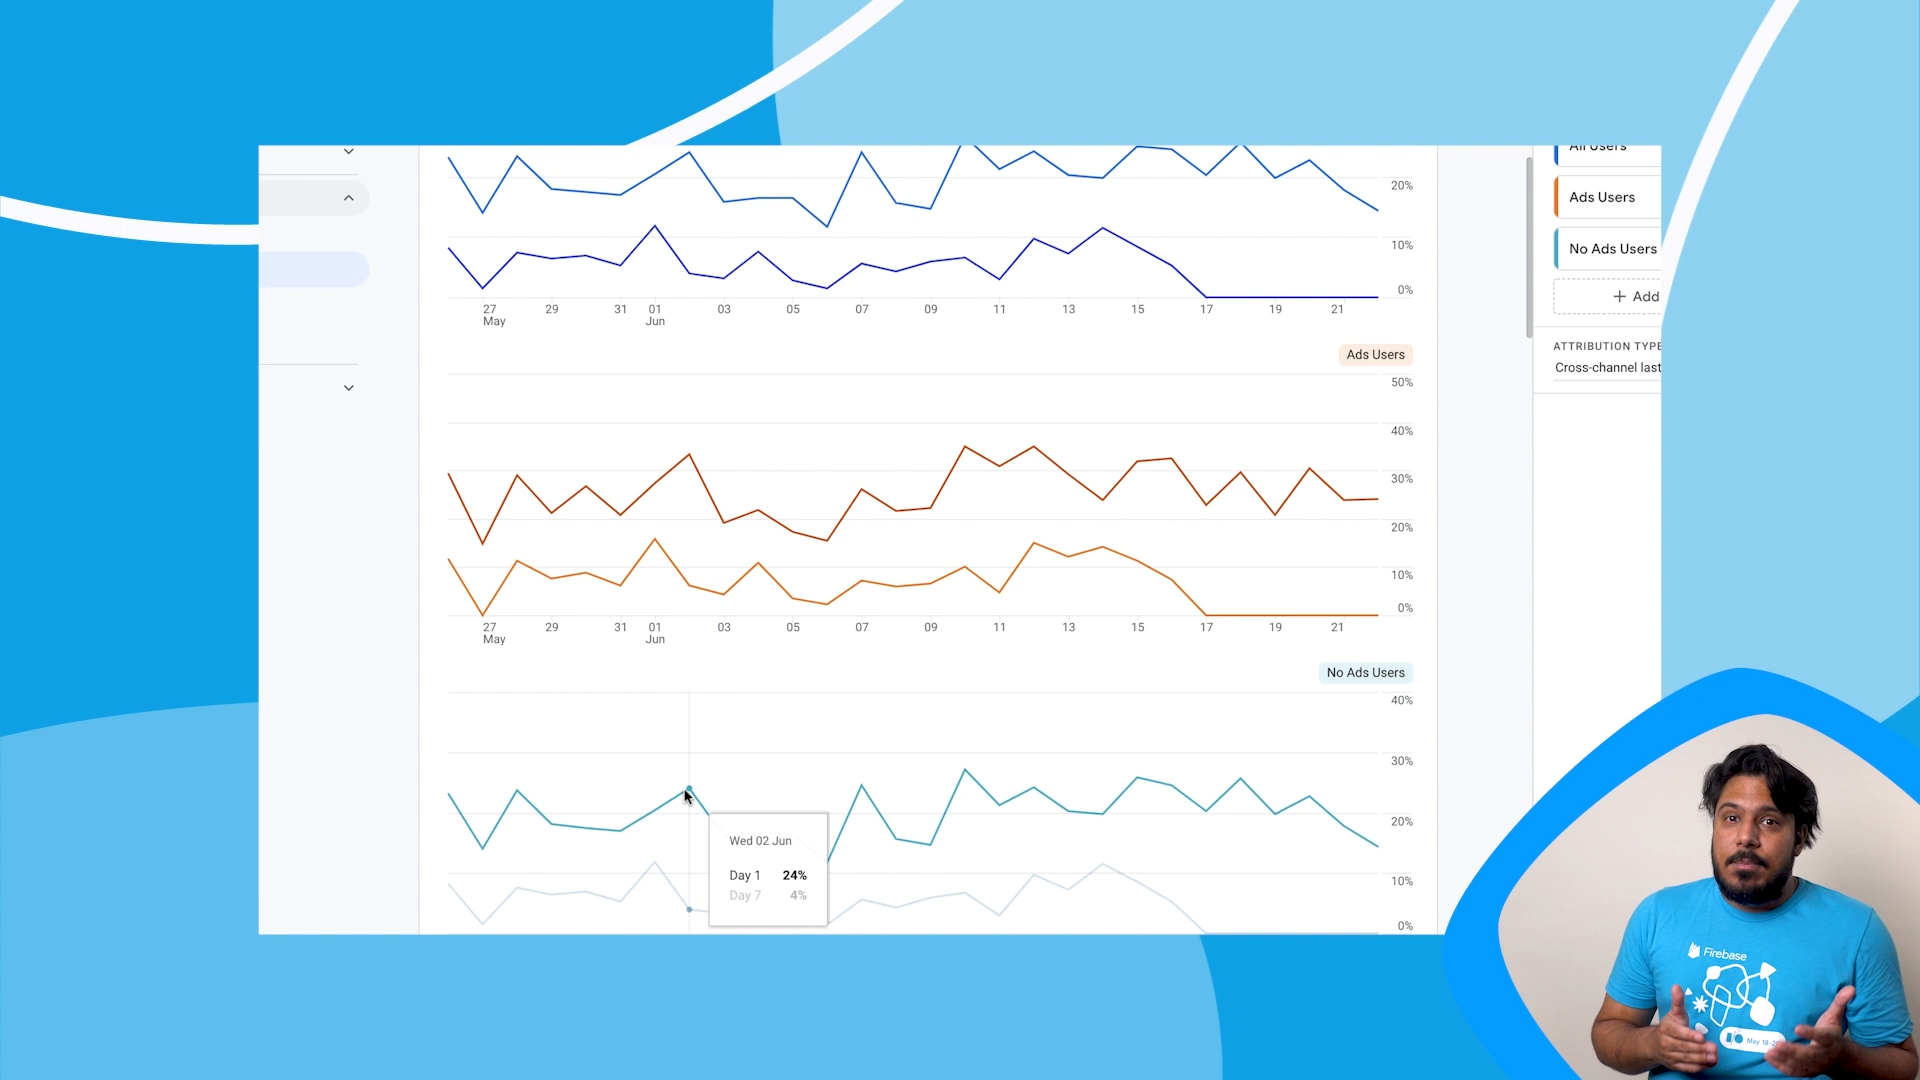 All Users
20%
Ads Users
10%
No Ads Users
0%
+ Add
27 29 31 01 03 05 07 09 11 13 15 17 19 21
May Jun
ATTRIBUTION TYPE
Cross-channel last
Ads Users
50%
40%
30%
20%
10%
0%
27 29 31 01 03 05 07 09 11 13 15 17 19 21
May Jun
No Ads Users
40%
30%
20%
10%
0%
Wed 02 Jun
Day 1 24%
Day 7 4%
Firebase
May 18-2